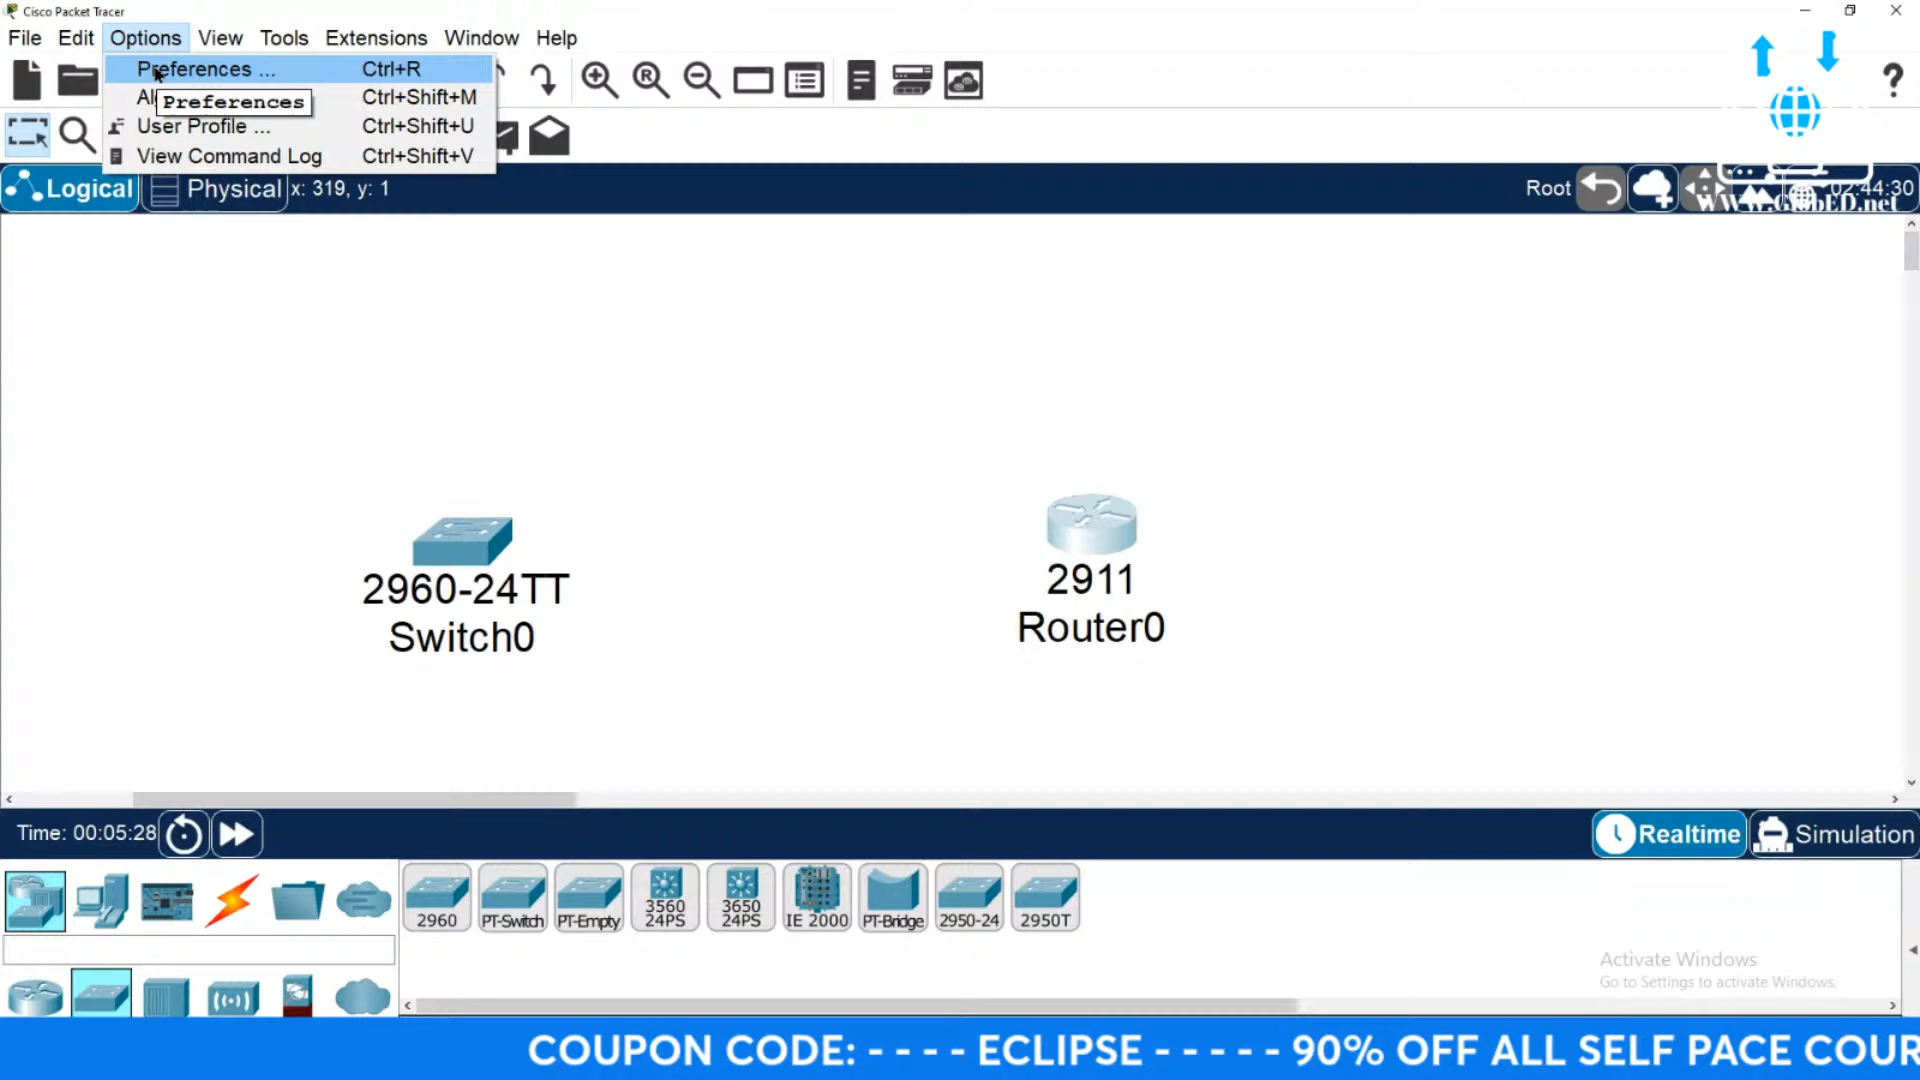 Cisco Packet Tracer
File Edit Options View Tools Extensions Window Help
Preferences ... Ctrl+R
Preferences
Ctrl+Shift+M
User Profile ... Ctrl+Shift+U
View Command Log Ctrl+Shift+V
Logical Physical x: 319, y: 1 Root 02:44:30
2960-24TT
Switch0
2911
Router0
Time: 00:05:28 Realtime Simulation
2960 PT-Switch PT-Empty 3560 24PS 3650 24PS IE 2000 PT-Bridge 2950-24 2950T
Activate Windows
Go to Settings to activate Windows.
COUPON CODE: - - - - ECLIPSE - - - - - 90% OFF ALL SELF PACE COUR